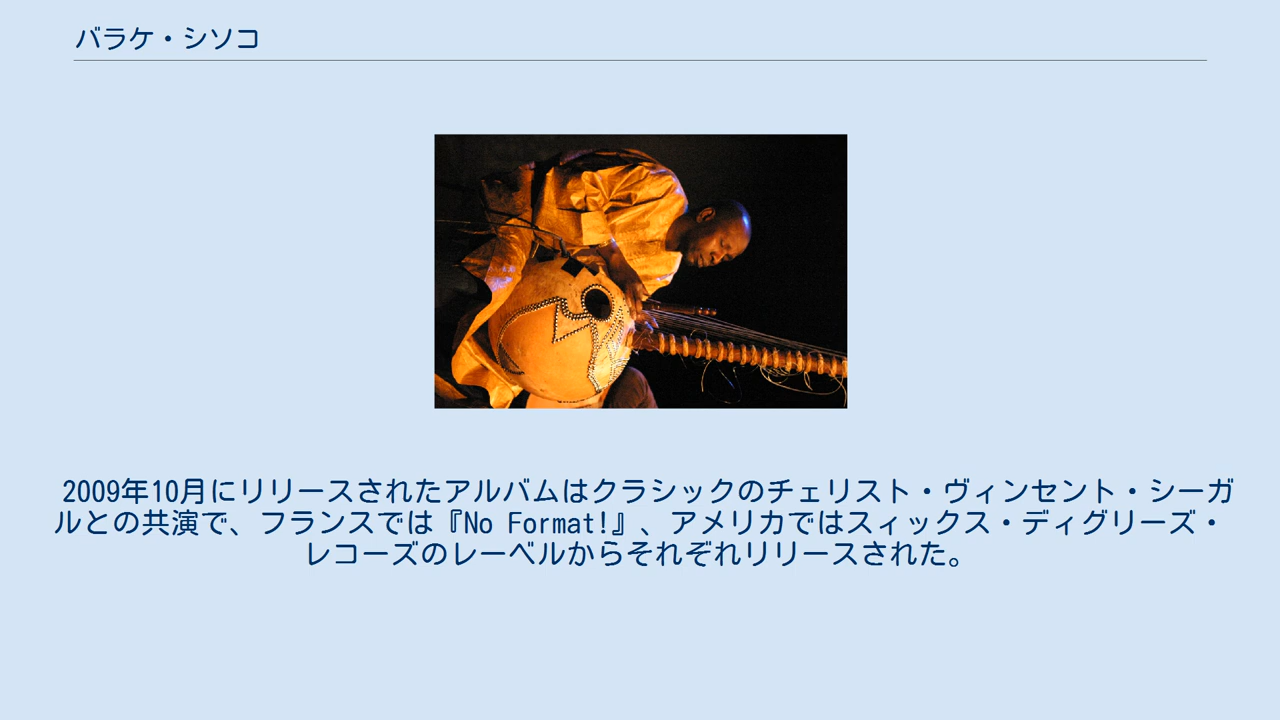 バラケ・シソコ
2009年10月にリリースされたアルバムはクラシックのチェリスト・ヴィンセント・シーガ
ルとの共演で、フランスでは『No Format!』、アメリカではスィックス・ディグリーズ・
レコーズのレーベルからそれぞれリリースされた。